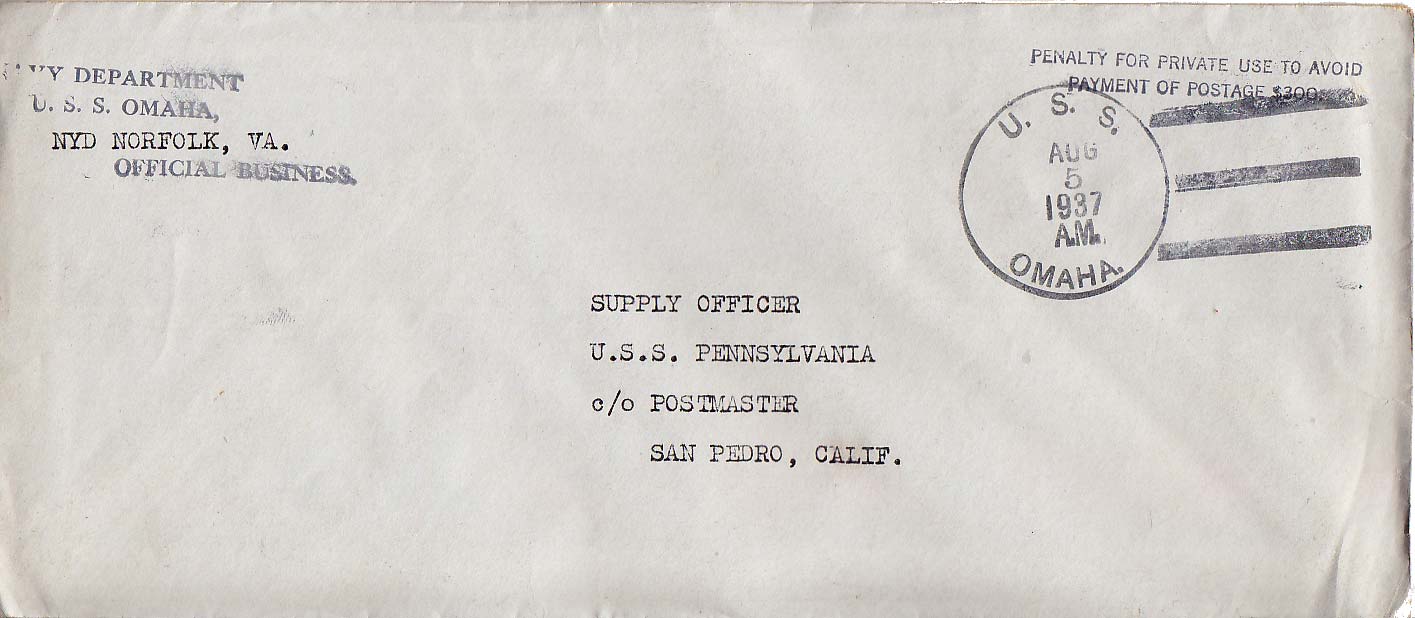 VY DEPARTMENT
U. S. S. OMAHA,
NYD NORFOLK, VA.
OFFICIAL BUSINESS.
PENALTY FOR PRIVATE USE TO AVOID
PAYMENT OF POSTAGE $300.
U. S. S.
AUG
5
1937
A.M.
OMAHA.
SUPPLY OFFICER
U.S.S. PENNSYLVANIA
c/o POSTMASTER
SAN PEDRO, CALIF.